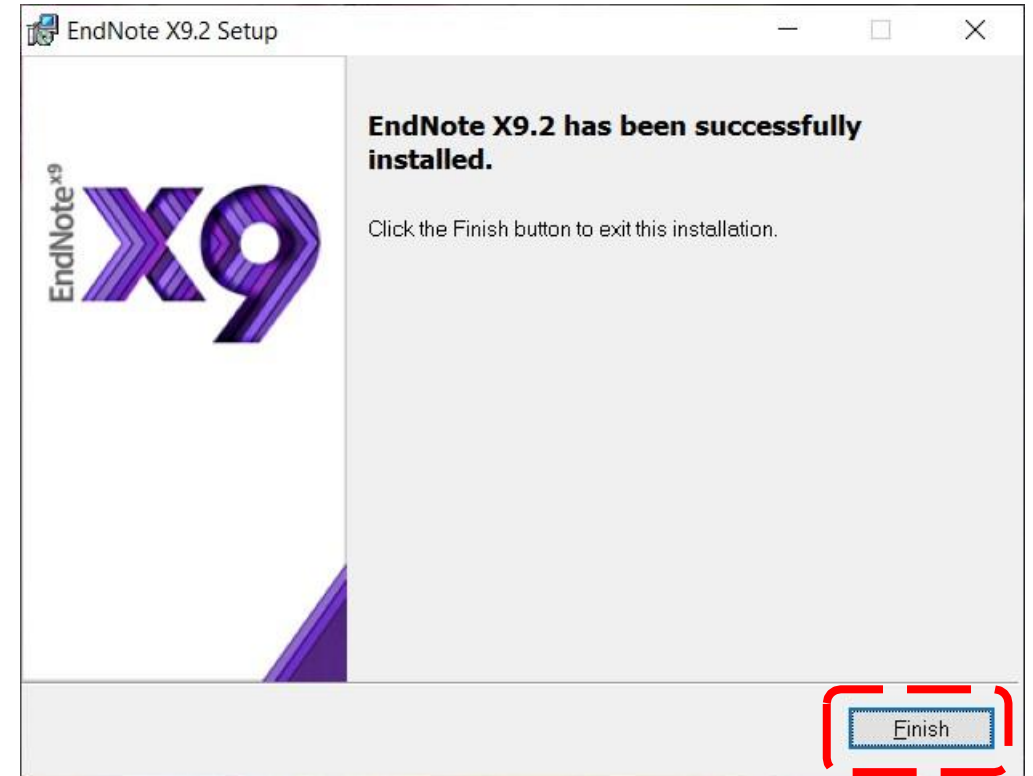 EndNote X9.2 Setup
EndNote X9.2 has been successfully
installed.
Click the Finish button to exit this installation.
EndNote x9
X9
Finish